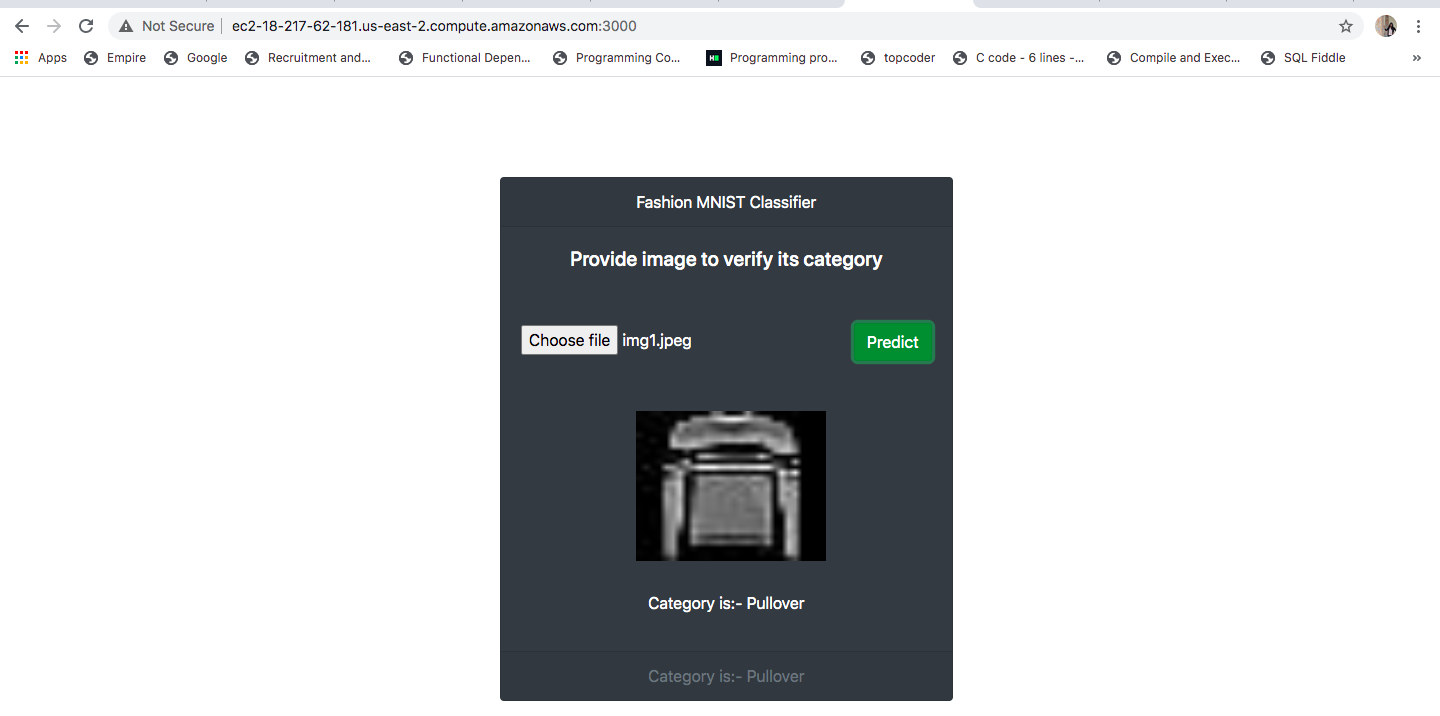 Not Secure | ec2-18-217-62-181.us-east-2.compute.amazonaws.com:3000
Apps Empire Google Recruitment and... Functional Depen... Programming Co... Programming pro... topcoder C code - 6 lines -... Compile and Exec... SQL Fiddle »
Fashion MNIST Classifier
Provide image to verify its category
Choose file img1.jpeg Predict
Category is:- Pullover
Category is:- Pullover